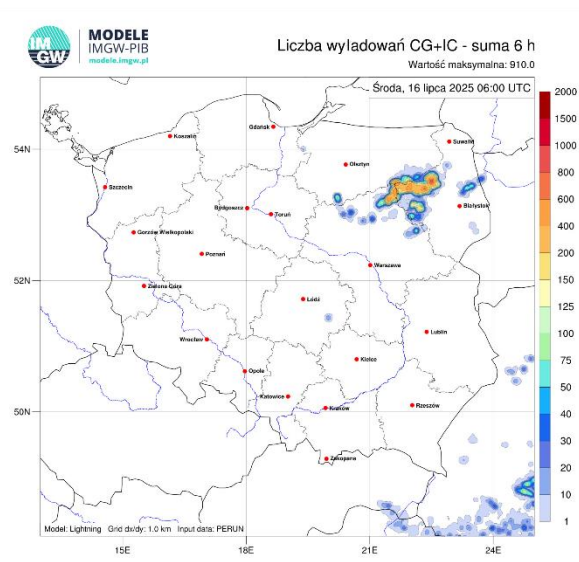 IM
GW
MODELE
IMGW-PIB
modele.imgw.pl
Liczba wyladowań CG+IC - suma 6 h
Wartość maksymalna: 910.0
Środa, 16 lipca 2025 06:00 UTC
54N
52N
50N
15E
18E
21E
24E
Koszalin
Gdańsk
Suwałki
Olsztyn
Szczecin
Białystok
Bydgoszcz
Toruń
Gorzów Wielkopolski
Poznań
Warszawa
Zielona Góra
Łódź
Wrocław
Lublin
Kielce
Opole
Katowice
Kraków
Rzeszów
Zakopane
2000
1500
1000
800
600
400
200
150
125
100
75
50
40
30
20
10
1
Model: Lightning Grid dx/dy: 1.0 km Input data: PERUN